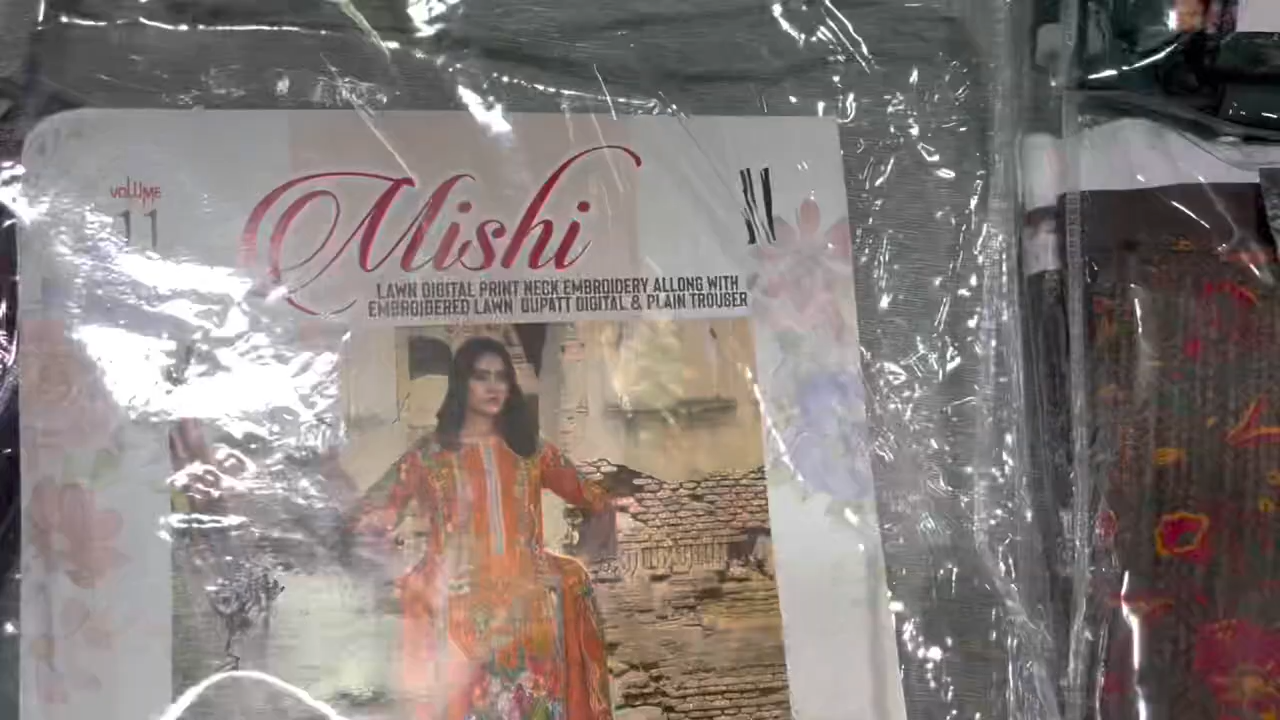 VOLUME
11
Mishi
LAWN DIGITAL PRINT NECK EMBROIDERY ALLONG WITH
EMBROIDERED LAWN DUPATT DIGITAL & PLAIN TROUSER